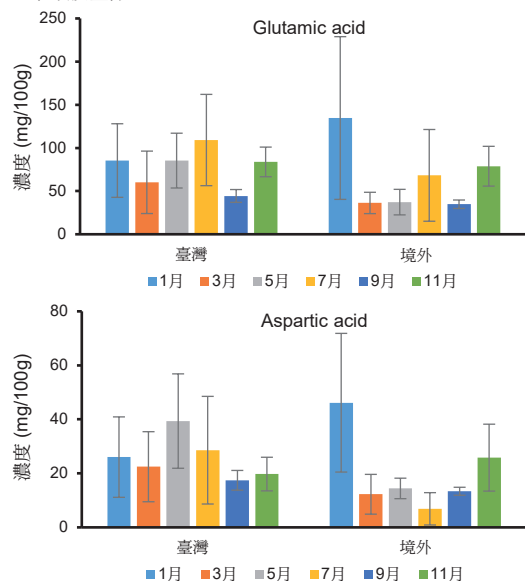 Glutamic acid
濃度 (mg/100g)
250
200
150
100
50
0
臺灣 境外
1月 3月 5月 7月 9月 11月
Aspartic acid
濃度 (mg/100g)
80
60
40
20
0
臺灣 境外
1月 3月 5月 7月 9月 11月